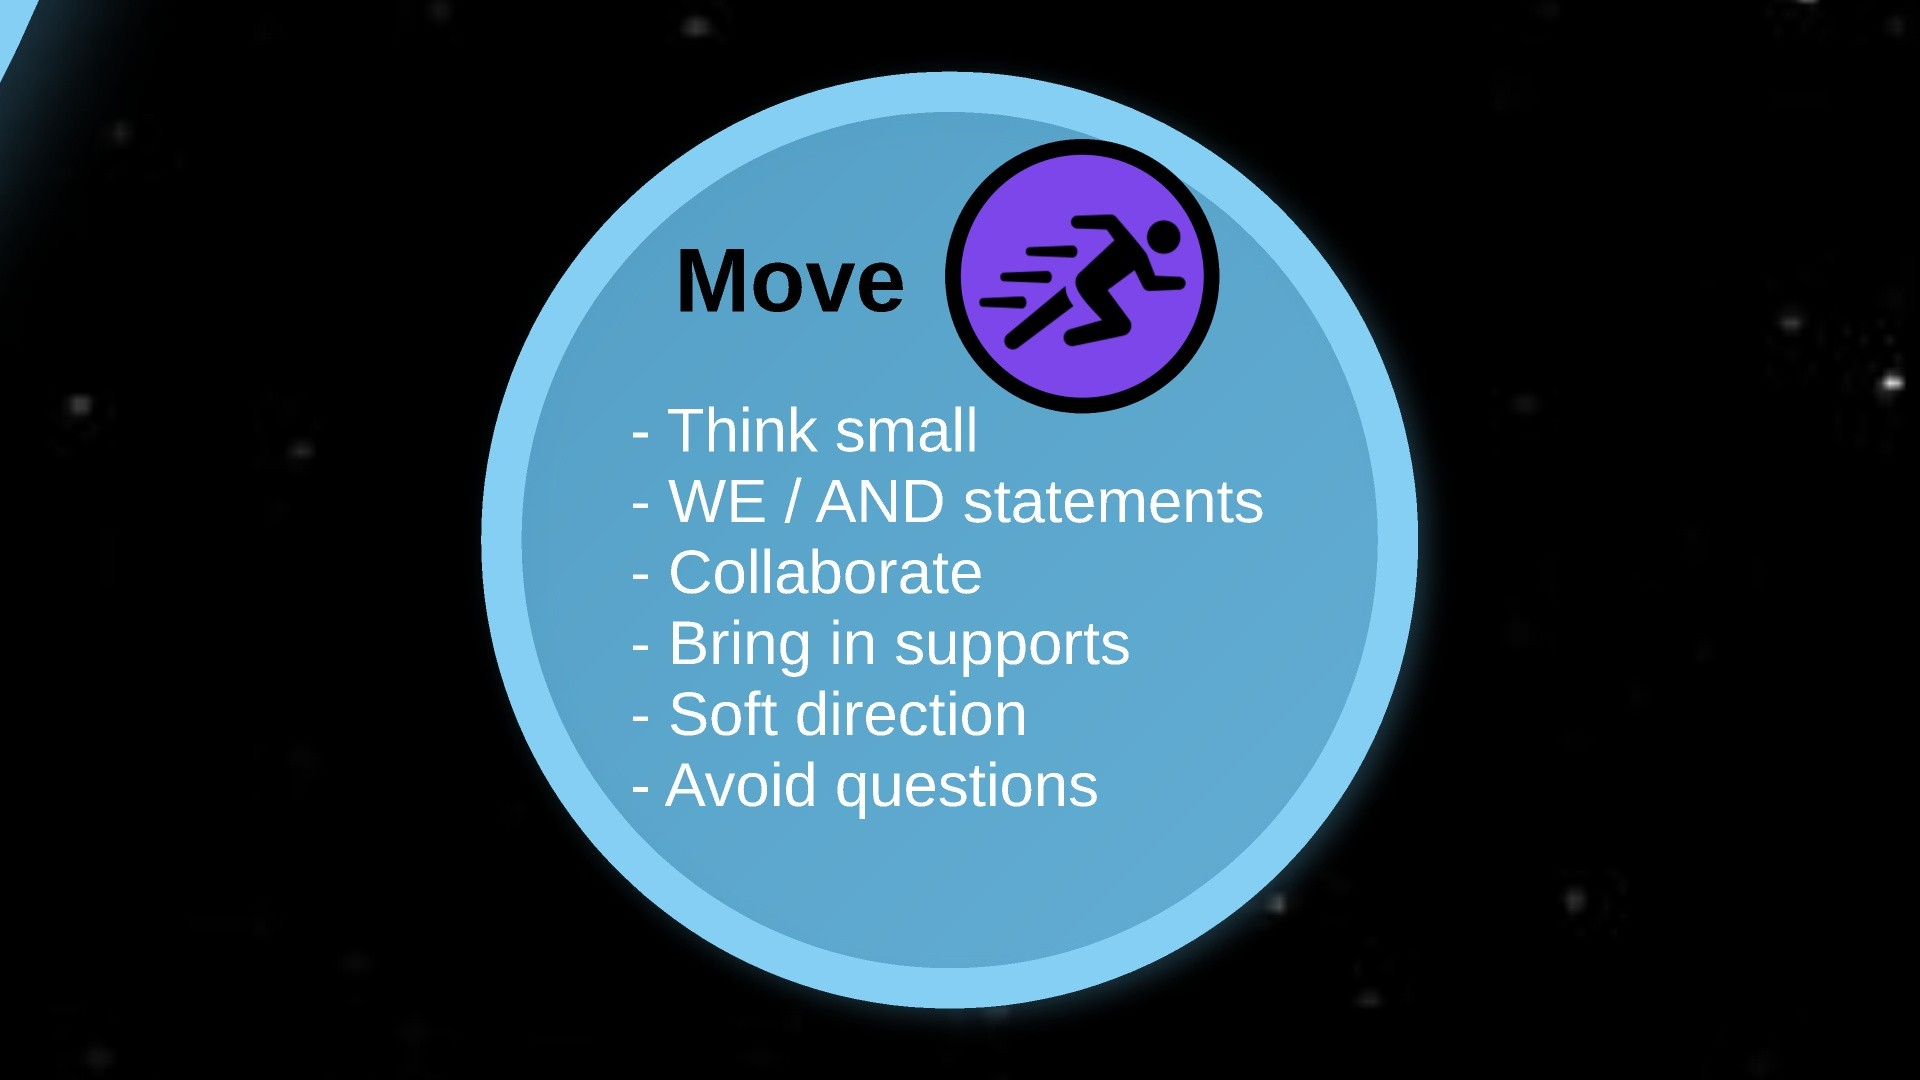 Move
- Think small
- WE / AND statements
- Collaborate
- Bring in supports
- Soft direction
- Avoid questions